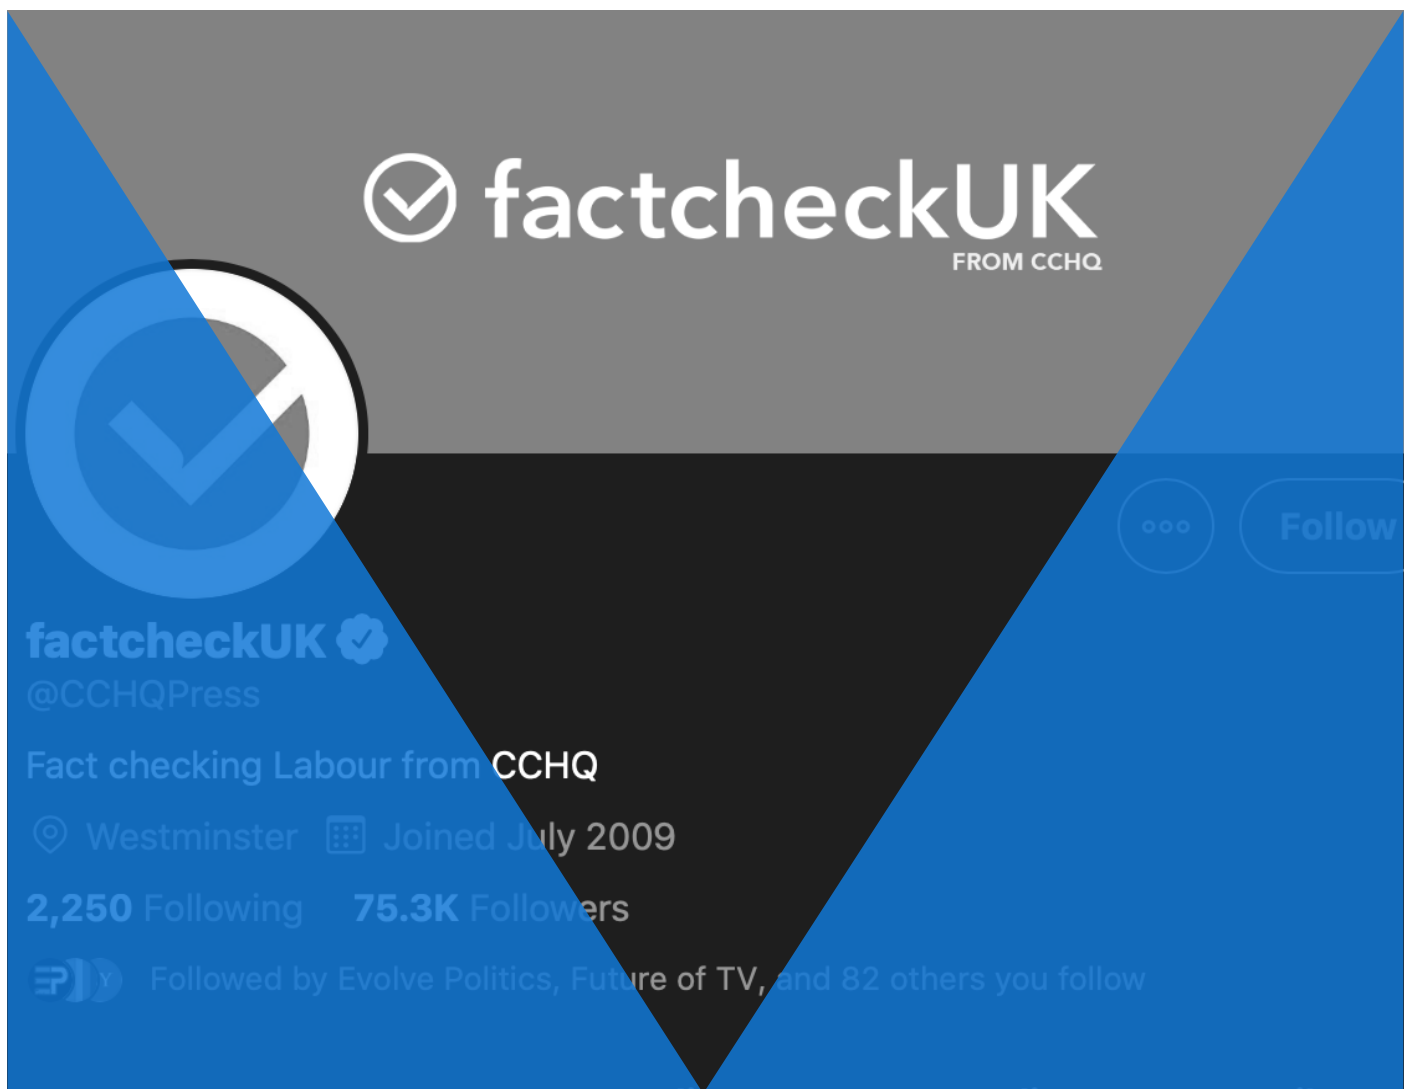 factcheckUK
FROM CCHQ
Follow
factcheckUK
@CCHQPress
Fact checking Labour from CCHQ
Westminster Joined July 2009
2,250 Following 75.3K Followers
Followed by Evolve Politics, Future of TV, and 82 others you follow